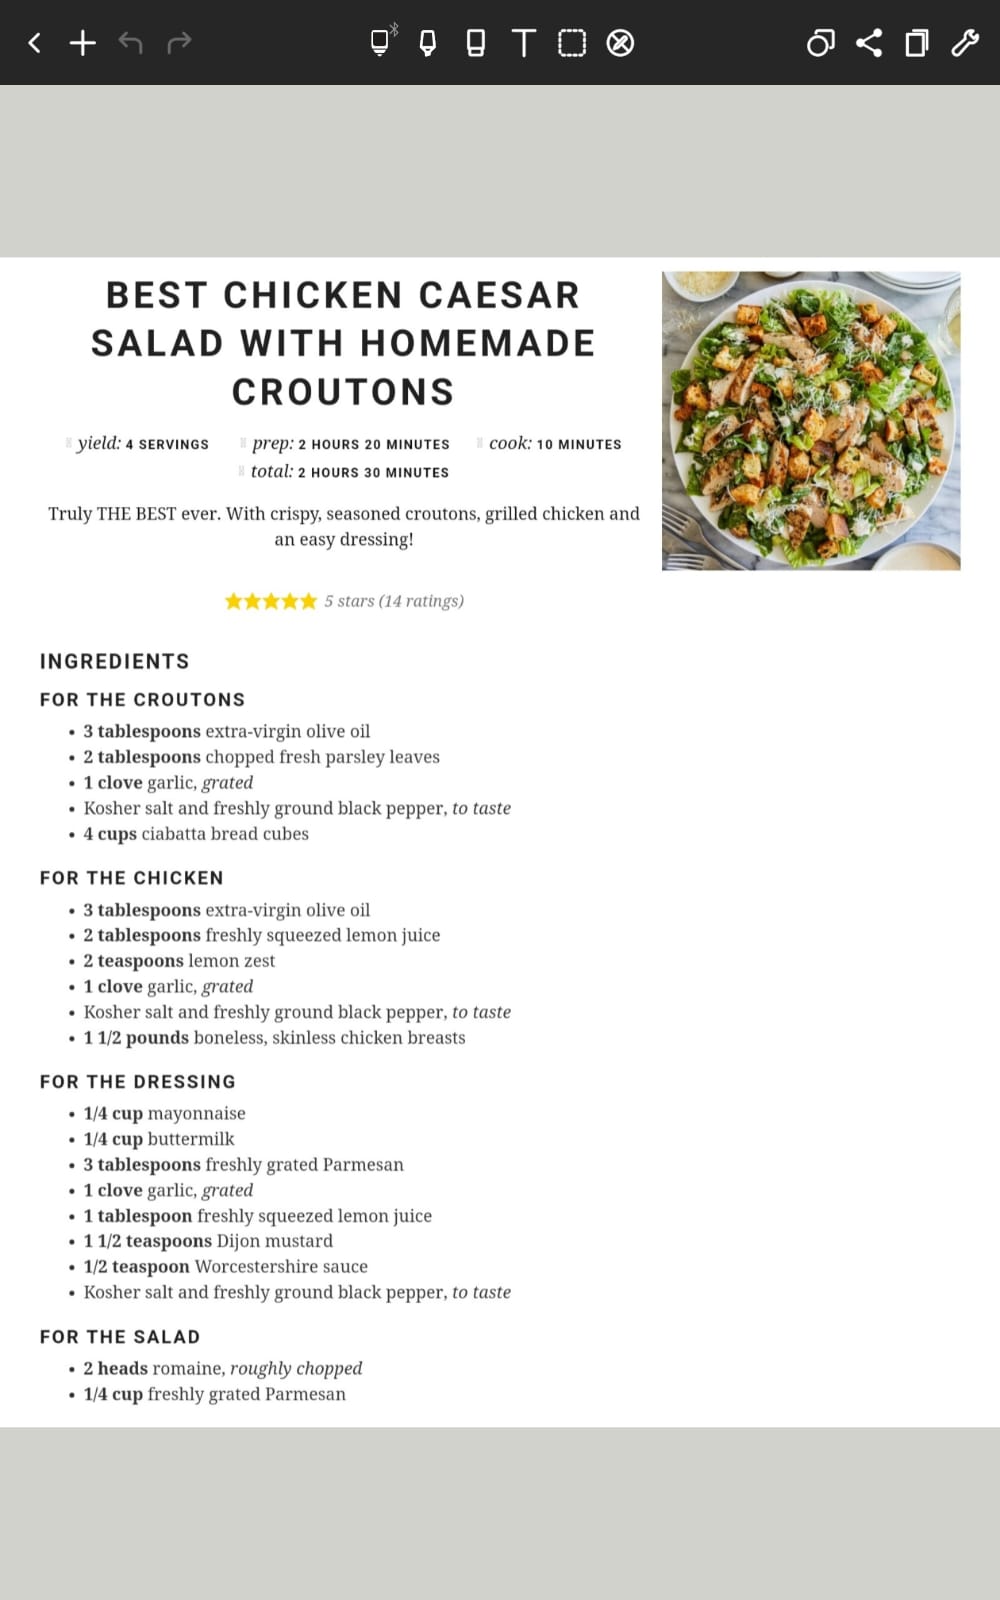 BEST CHICKEN CAESAR
SALAD WITH HOMEMADE
CROUTONS
yield: 4 SERVINGS prep: 2 HOURS 20 MINUTES cook: 10 MINUTES
total: 2 HOURS 30 MINUTES
Truly THE BEST ever. With crispy, seasoned croutons, grilled chicken and
an easy dressing!
5 stars (14 ratings)
INGREDIENTS
FOR THE CROUTONS
• 3 tablespoons extra-virgin olive oil
• 2 tablespoons chopped fresh parsley leaves
• 1 clove garlic, grated
• Kosher salt and freshly ground black pepper, to taste
• 4 cups ciabatta bread cubes
FOR THE CHICKEN
• 3 tablespoons extra-virgin olive oil
• 2 tablespoons freshly squeezed lemon juice
• 2 teaspoons lemon zest
• 1 clove garlic, grated
• Kosher salt and freshly ground black pepper, to taste
• 1 1/2 pounds boneless, skinless chicken breasts
FOR THE DRESSING
• 1/4 cup mayonnaise
• 1/4 cup buttermilk
• 3 tablespoons freshly grated Parmesan
• 1 clove garlic, grated
• 1 tablespoon freshly squeezed lemon juice
• 1 1/2 teaspoons Dijon mustard
• 1/2 teaspoon Worcestershire sauce
• Kosher salt and freshly ground black pepper, to taste
FOR THE SALAD
• 2 heads romaine, roughly chopped
• 1/4 cup freshly grated Parmesan